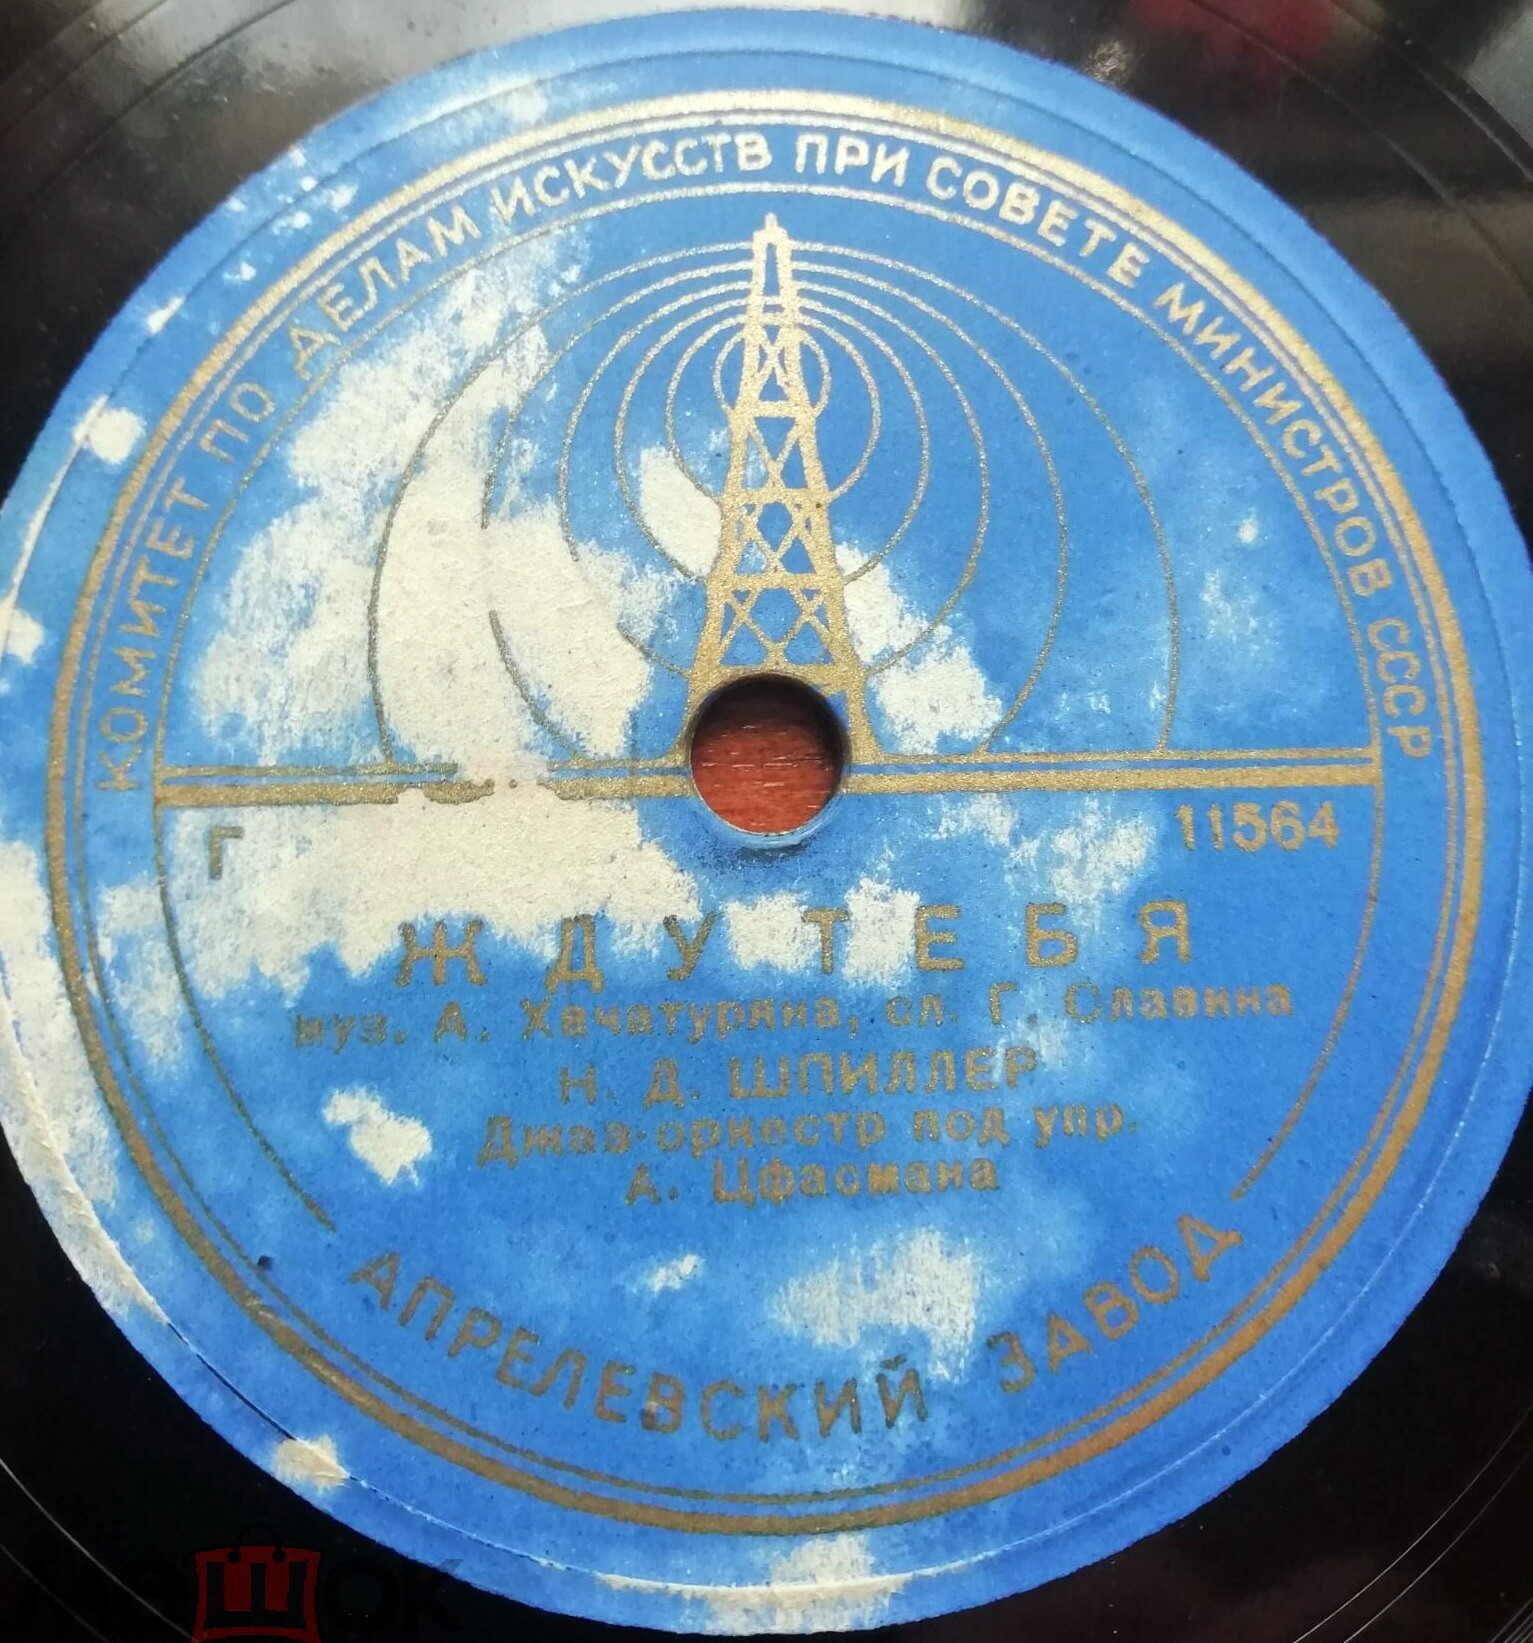 КОМИТЕТ ПО ДЕЛАМ ИСКУССТВ ПРИ СОВЕТЕ МИНИСТРОВ СССР
Г 11564
ЖДУ ТЕБЯ
муз. А. Хачатуряна, сл. Г. Славина
Н. Д. ШПИЛЛЕР
Джаз-оркестр под упр.
А. Цфасмана
АПРЕЛЕВСКИЙ ЗАВОД
мешок